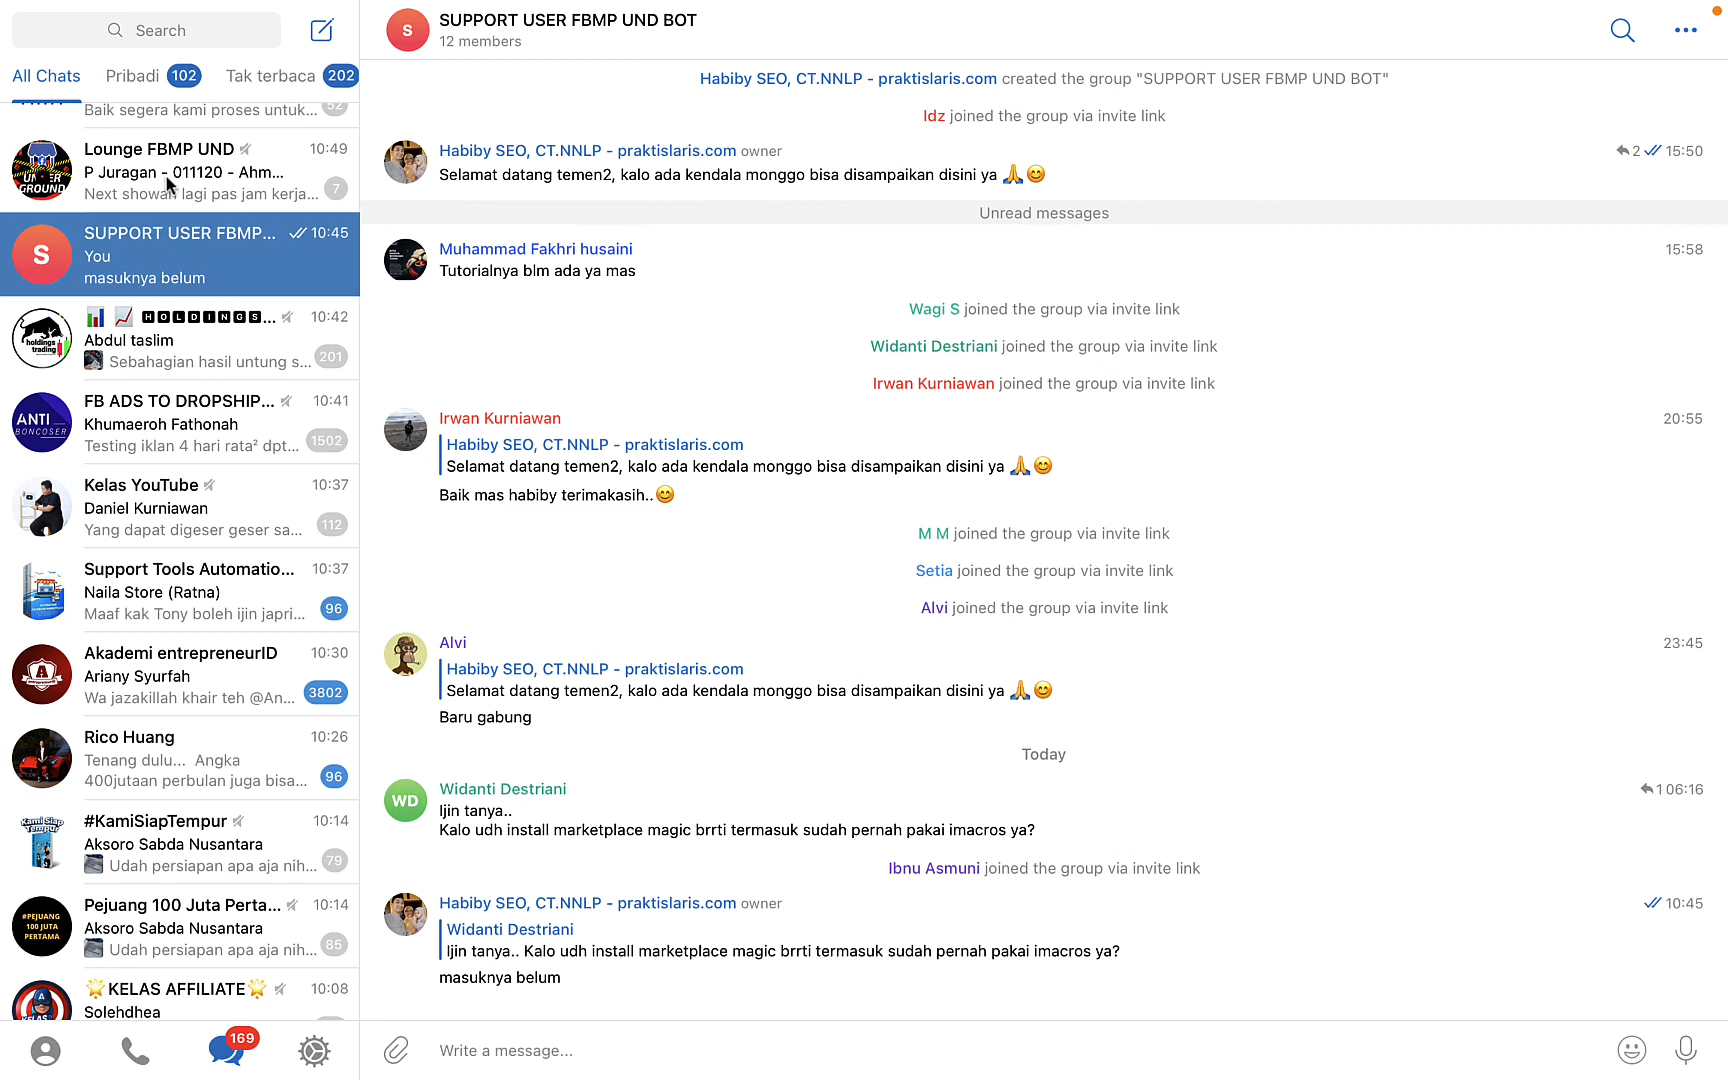 Search
All Chats
Pribadi 102
Tak terbaca 202
Baik segera kami proses untuk... 52
Lounge FBMP UND 10:49
P Juragan - 011120 - Ahm...
Next showan lagi pas jam kerja... 7
UNDER
GROUND
S
SUPPORT USER FBMP... 10:45
You
masuknya belum
HOLDINGS... 10:42
Abdul taslim
Sebahagian hasil untung s... 201
holdings
trading
FB ADS TO DROPSHIP... 10:41
Khumaeroh Fathonah
Testing iklan 4 hari rata² dpt... 1502
ANTI
BONCOSER
Kelas YouTube 10:37
Daniel Kurniawan
Yang dapat digeser geser sa... 112
Support Tools Automatio... 10:37
Naila Store (Ratna)
Maaf kak Tony boleh ijin japri... 96
Akademi entrepreneurID 10:30
Ariany Syurfah
Wa jazakillah khair teh @An... 3802
Rico Huang 10:26
Tenang dulu... Angka
400jutaan perbulan juga bisa... 96
#KamiSiapTempur 10:14
Aksoro Sabda Nusantara
Udah persiapan apa aja nih... 79
Kami Siap
Tempur
Pejuang 100 Juta Perta... 10:14
Aksoro Sabda Nusantara
Udah persiapan apa aja nih... 85
#PEJUANG
100 JUTA
PERTAMA
🌟KELAS AFFILIATE🌟 10:08
Solehdhea
169
S
SUPPORT USER FBMP UND BOT
12 members
Habiby SEO, CT.NNLP - praktislaris.com created the group "SUPPORT USER FBMP UND BOT"
Idz joined the group via invite link
Habiby SEO, CT.NNLP - praktislaris.com owner 2 15:50
Selamat datang temen2, kalo ada kendala monggo bisa disampaikan disini ya 🙏😊
Unread messages
Muhammad Fakhri husaini 15:58
Tutorialnya blm ada ya mas
Wagi S joined the group via invite link
Widanti Destriani joined the group via invite link
Irwan Kurniawan joined the group via invite link
Irwan Kurniawan 20:55
Habiby SEO, CT.NNLP - praktislaris.com
Selamat datang temen2, kalo ada kendala monggo bisa disampaikan disini ya 🙏😊
Baik mas habiby terimakasih..😊
M M joined the group via invite link
Setia joined the group via invite link
Alvi joined the group via invite link
Alvi 23:45
Habiby SEO, CT.NNLP - praktislaris.com
Selamat datang temen2, kalo ada kendala monggo bisa disampaikan disini ya 🙏😊
Baru gabung
Today
WD
Widanti Destriani 1 06:16
Ijin tanya..
Kalo udh install marketplace magic brrti termasuk sudah pernah pakai imacros ya?
Ibnu Asmuni joined the group via invite link
Habiby SEO, CT.NNLP - praktislaris.com owner 10:45
Widanti Destriani
Ijin tanya.. Kalo udh install marketplace magic brrti termasuk sudah pernah pakai imacros ya?
masuknya belum
Write a message...